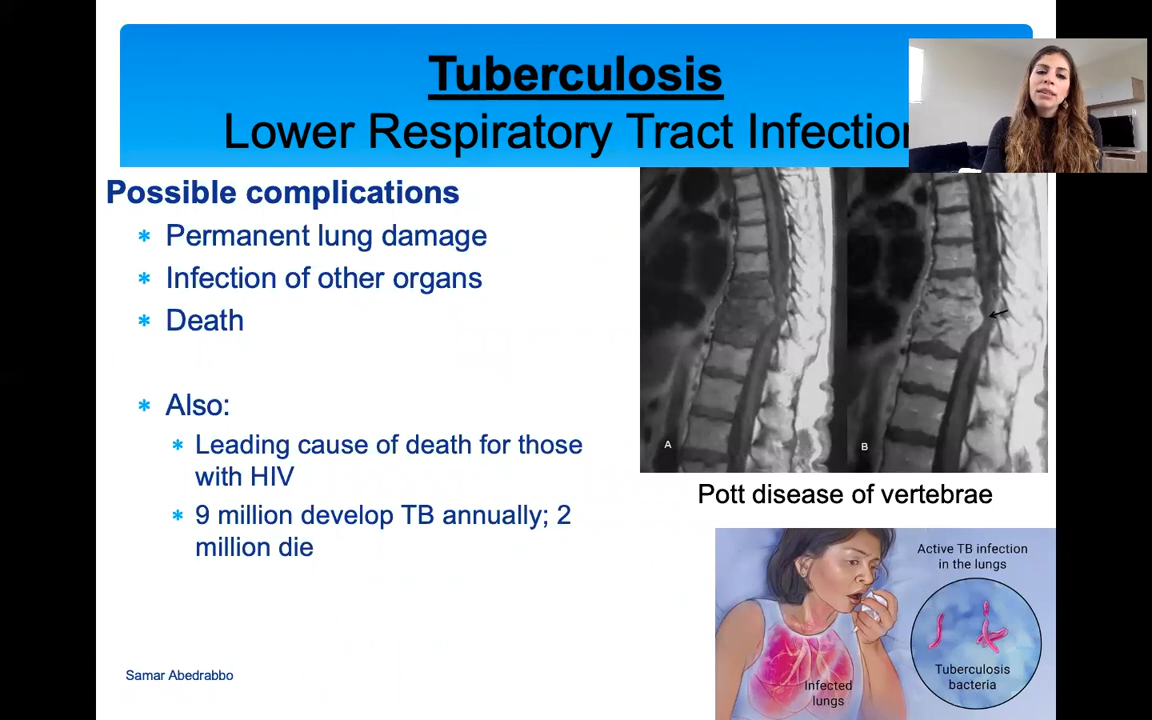 Tuberculosis
Lower Respiratory Tract Infection
Possible complications
* Permanent lung damage
* Infection of other organs
* Death
* Also:
* Leading cause of death for those
with HIV
* 9 million develop TB annually; 2
million die
A
B
Pott disease of vertebrae
Active TB infection
in the lungs
Tuberculosis
bacteria
Infected
lungs
Samar Abedrabbo